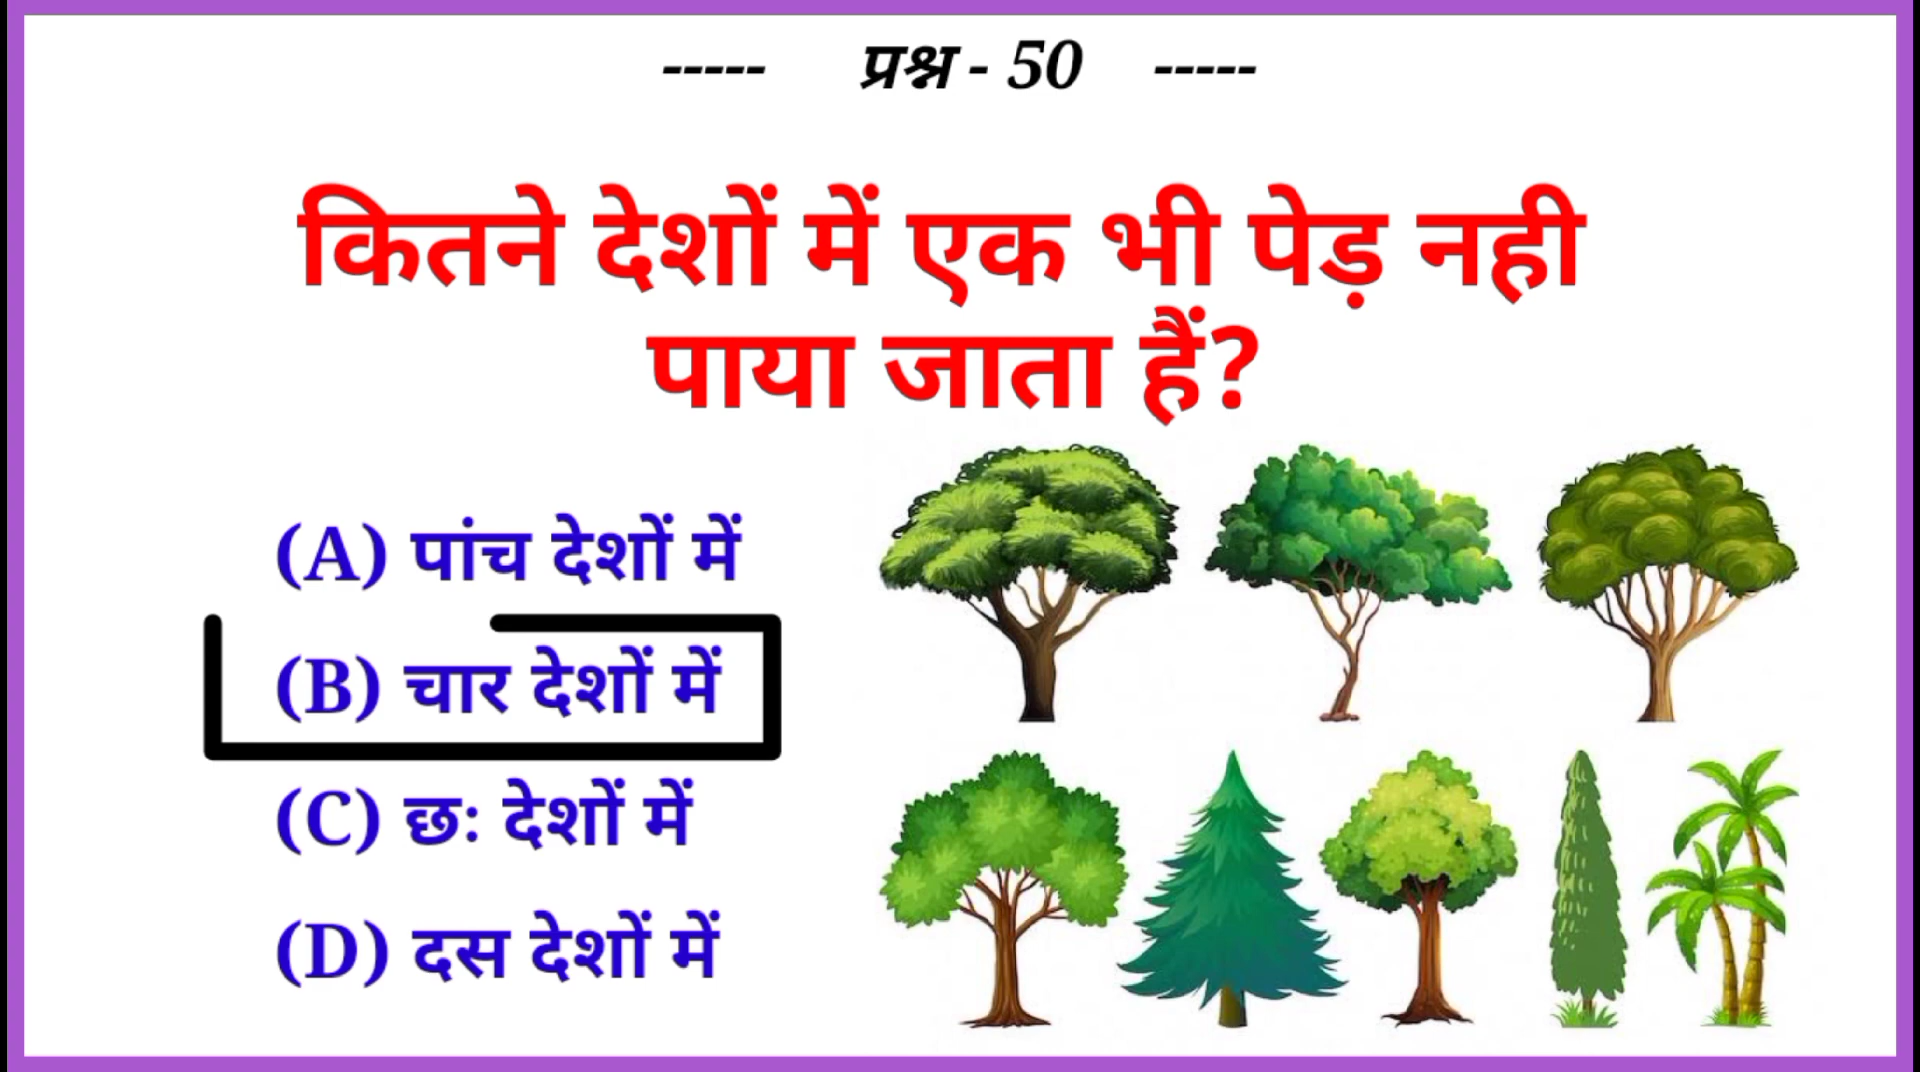 ----- प्रश्न - 50 -----
कितने देशों में एक भी पेड़ नही
पाया जाता हैं?
(A) पांच देशों में
(B) चार देशों में
(C) छः देशों में
(D) दस देशों में